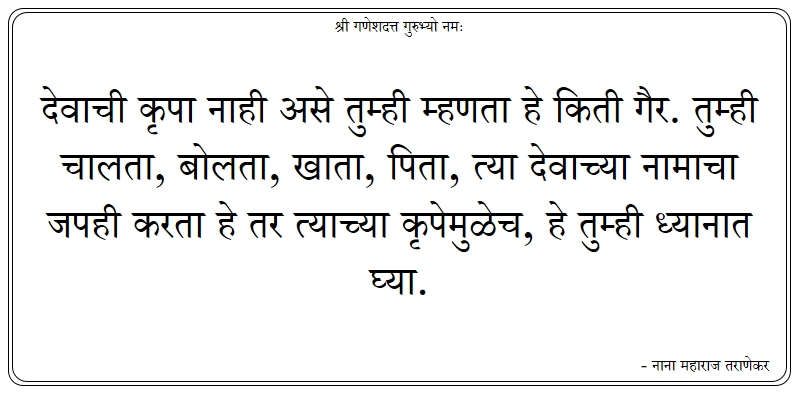 श्री गणेशदत्त गुरुभ्यो नमः
देवाची कृपा नाही असे तुम्ही म्हणता हे किती गैर. तुम्ही
चालता, बोलता, खाता, पिता, त्या देवाच्या नामाचा
जपही करता हे तर त्याच्या कृपेमुळेच, हे तुम्ही ध्यानात
घ्या.
- नाना महाराज तराणेकर